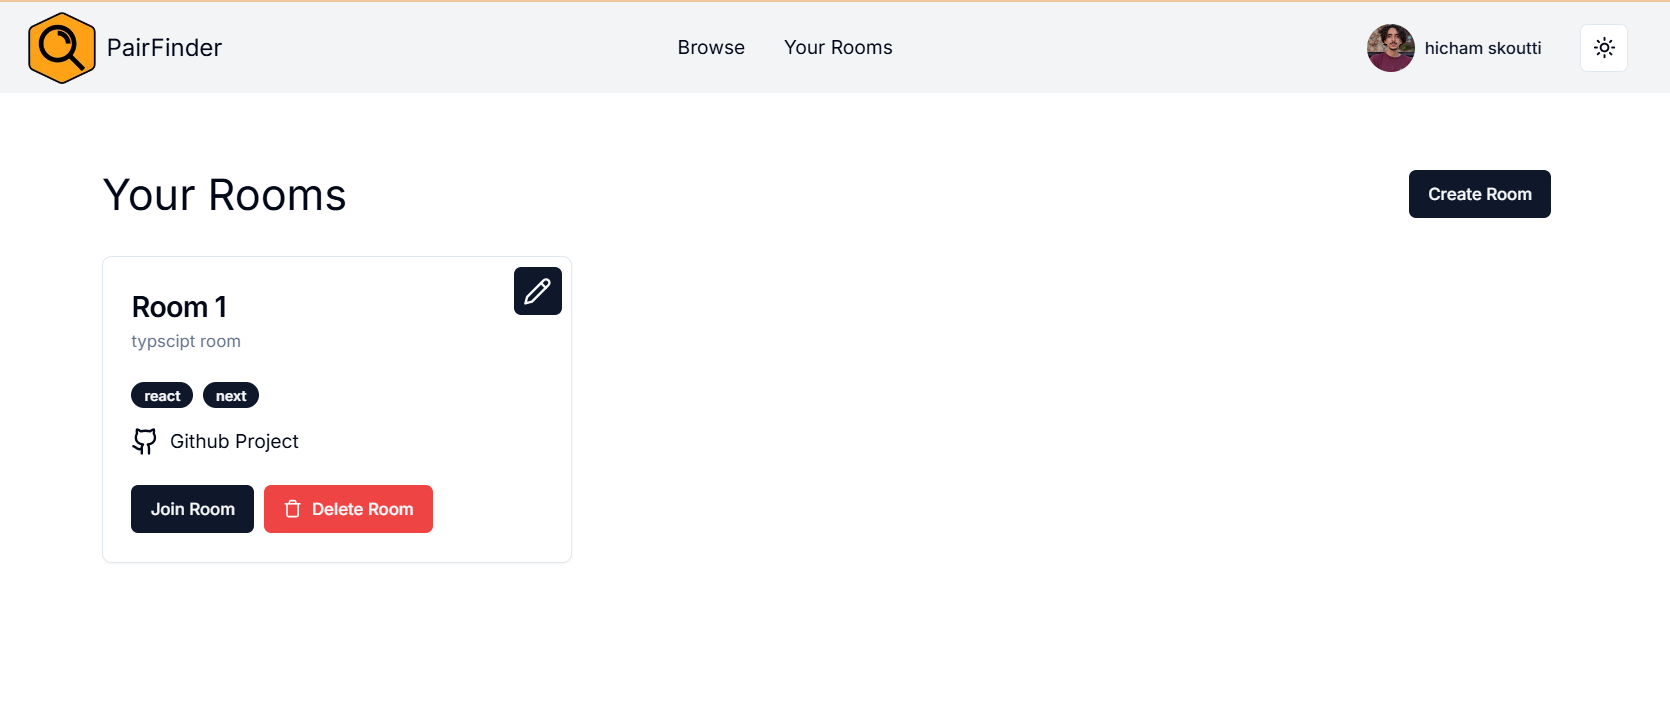 PairFinder
Browse
Your Rooms
hicham skoutti
Your Rooms
Create Room
Room 1
typscipt room
react
next
Github Project
Join Room
Delete Room